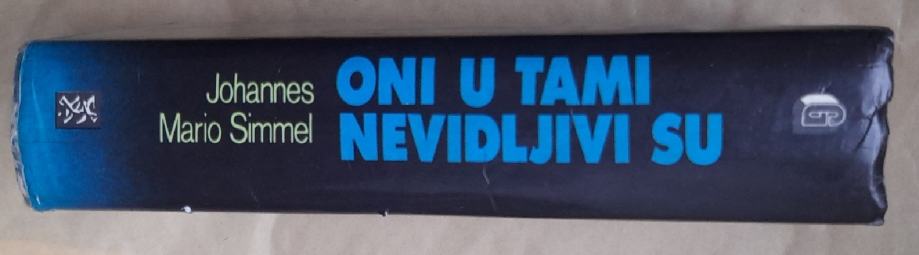 Johannes
Mario Simmel
ONI U TAMI
NEVIDLJIVI SU